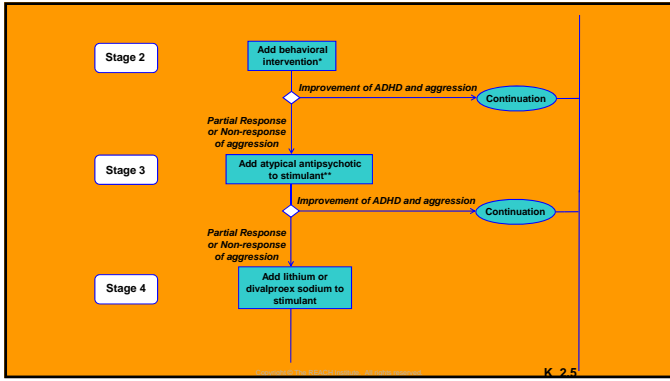 Stage 2
Add behavioral
intervention*
Improvement of ADHD and aggression
Continuation
Partial Response
or Non-response
of aggression
Stage 3
Add atypical antipsychotic
to stimulant**
Improvement of ADHD and aggression
Continuation
Partial Response
or Non-response
of aggression
Stage 4
Add lithium or
divalproex sodium to
stimulant
K 2.5